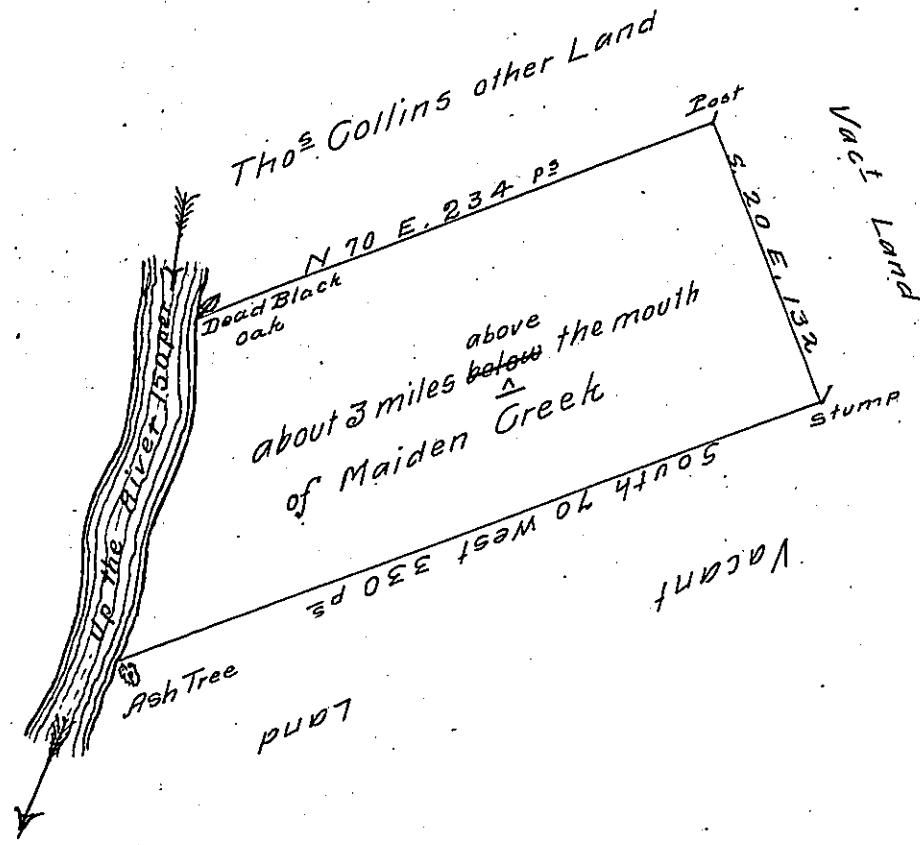 Thoˢ Collins other Land
Post
Vacᵗ Land
N 70 E. 234 pˢ
S. 20 E. 132
Dead Black
Oak
about 3 miles ~~below~~ above the mouth
of Maiden Creek
Stump
South 70 West 330 pˢ
up the River 150 per
Vacant
Land
Ash Tree